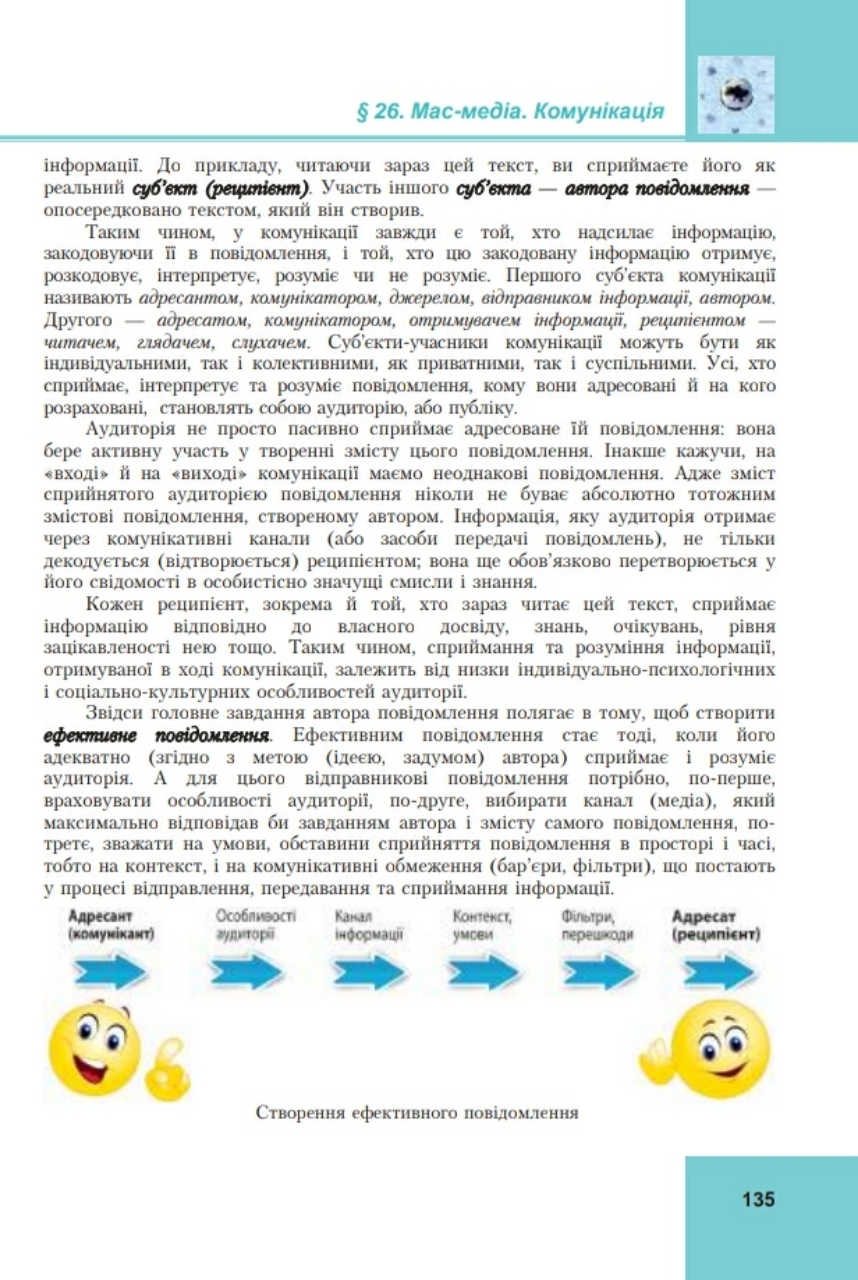 § 26. Мас-медіа. Комунікація
інформації. До прикладу, читаючи зараз цей текст, ви сприймаєте його як
реальний суб’єкт (реципієнт). Участь іншого суб’єкта — автора повідомлення —
опосередковано текстом, який він створив.
Таким чином, у комунікації завжди є той, хто надсилає інформацію,
закодовуючи її в повідомлення, і той, хто цю закодовану інформацію отримує,
розкодовує, інтерпретує, розуміє чи не розуміє. Першого суб’єкта комунікації
називають адресантом, комунікатором, джерелом, відправником інформації, автором.
Другого — адресатом, комунікатором, отримувачем інформації, реципієнтом —
читачем, глядачем, слухачем. Суб’єкти-учасники комунікації можуть бути як
індивідуальними, так і колективними, як приватними, так і суспільними. Усі, хто
сприймає, інтерпретує та розуміє повідомлення, кому вони адресовані й на кого
розраховані, становлять собою аудиторію, або публіку.
Аудиторія не просто пасивно сприймає адресоване їй повідомлення: вона
бере активну участь у творенні змісту цього повідомлення. Інакше кажучи, на
«вході» й на «виході» комунікації маємо неоднакові повідомлення. Адже зміст
сприйнятого аудиторією повідомлення ніколи не буває абсолютно тотожним
змістові повідомлення, створеному автором. Інформація, яку аудиторія отримає
через комунікативні канали (або засоби передачі повідомлень), не тільки
декодується (відтворюється) реципієнтом; вона ще обов’язково перетворюється у
його свідомості в особистісно значущі смисли і знання.
Кожен реципієнт, зокрема й той, хто зараз читає цей текст, сприймає
інформацію відповідно до власного досвіду, знань, очікувань, рівня
зацікавленості нею тощо. Таким чином, сприймання та розуміння інформації,
отримуваної в ході комунікації, залежить від низки індивідуально-психологічних
і соціально-культурних особливостей аудиторії.
Звідси головне завдання автора повідомлення полягає в тому, щоб створити
ефективне повідомлення. Ефективним повідомлення стає тоді, коли його
адекватно (згідно з метою (ідеєю, задумом) автора) сприймає і розуміє
аудиторія. А для цього відправникові повідомлення потрібно, по-перше,
враховувати особливості аудиторії, по-друге, вибирати канал (медіа), який
максимально відповідав би завданням автора і змісту самого повідомлення, по-
третє, зважати на умови, обставини сприйняття повідомлення в просторі і часі,
тобто на контекст, і на комунікативні обмеження (бар’єри, фільтри), що постають
у процесі відправлення, передавання та сприймання інформації.
Адресант (комунікант)
Особливості аудиторії
Канал інформації
Контекст, умови
Фільтри, перешкоди
Адресат (реципієнт)
Створення ефективного повідомлення
135